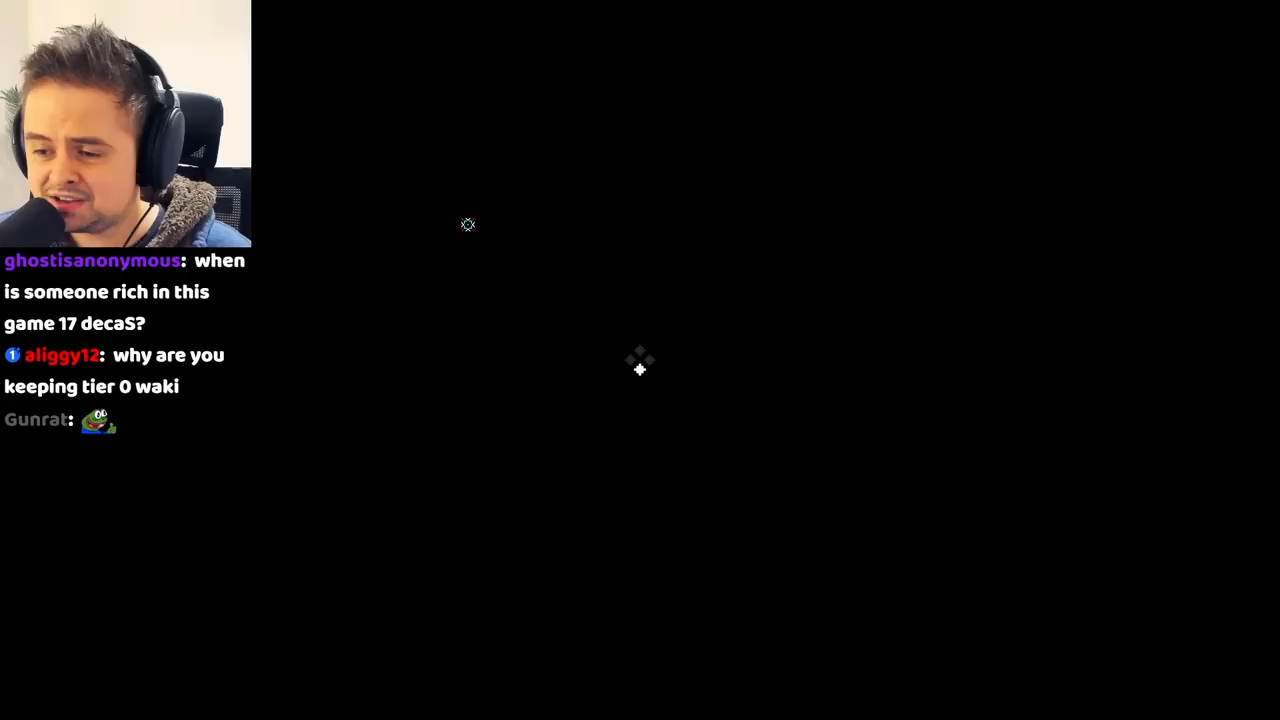 ghostisanonymous: when
is someone rich in this
game 17 decaS?
1 aliggy12: why are you
keeping tier 0 waki
Gunrat: